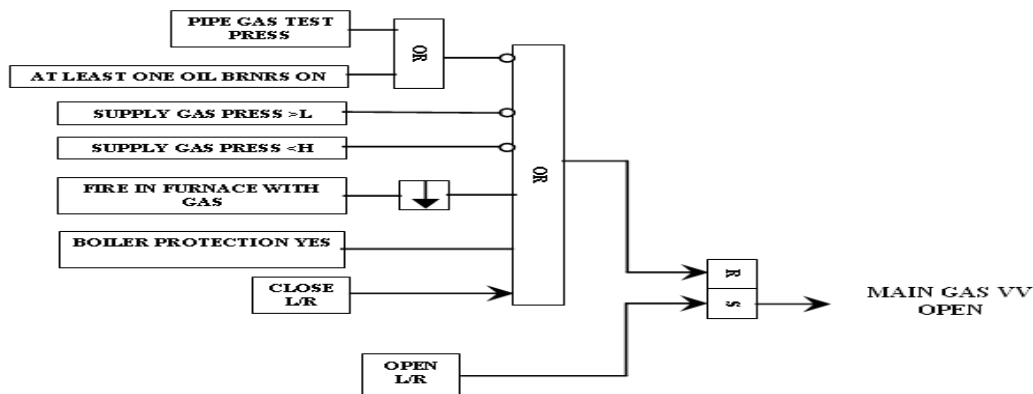 PIPE GAS TEST
PRESS
OR
AT LEAST ONE OIL BRNRS ON
SUPPLY GAS PRESS >L
SUPPLY GAS PRESS <H
OR
FIRE IN FURNACE WITH
GAS
BOILER PROTECTION YES
CLOSE
L/R
R
S
MAIN GAS VV
OPEN
OPEN
L/R